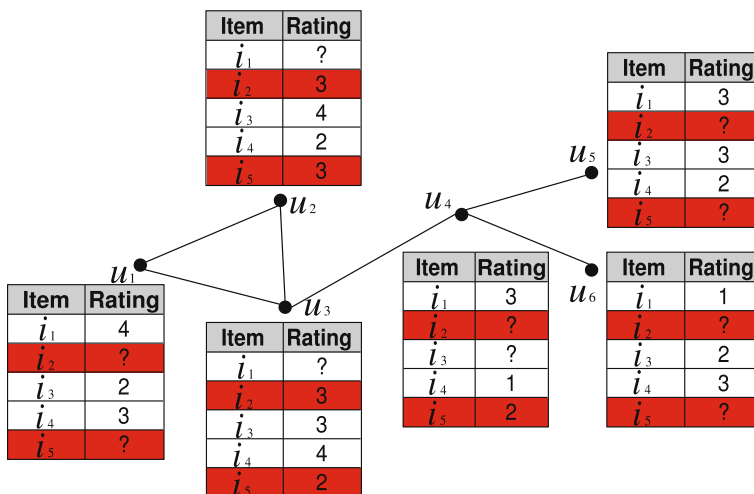 Item Rating
i1 ?
i2 3
i3 4
i4 2
i5 3
u2
Item Rating
i1 3
i2 ?
i3 3
i4 2
i5 ?
u5
u4
u1
Item Rating
i1 4
i2 ?
i3 2
i4 3
i5 ?
u3
Item Rating
i1 ?
i2 3
i3 3
i4 4
i5 2
Item Rating
i1 3
i2 ?
i3 ?
i4 1
i5 2
u6
Item Rating
i1 1
i2 ?
i3 2
i4 3
i5 ?